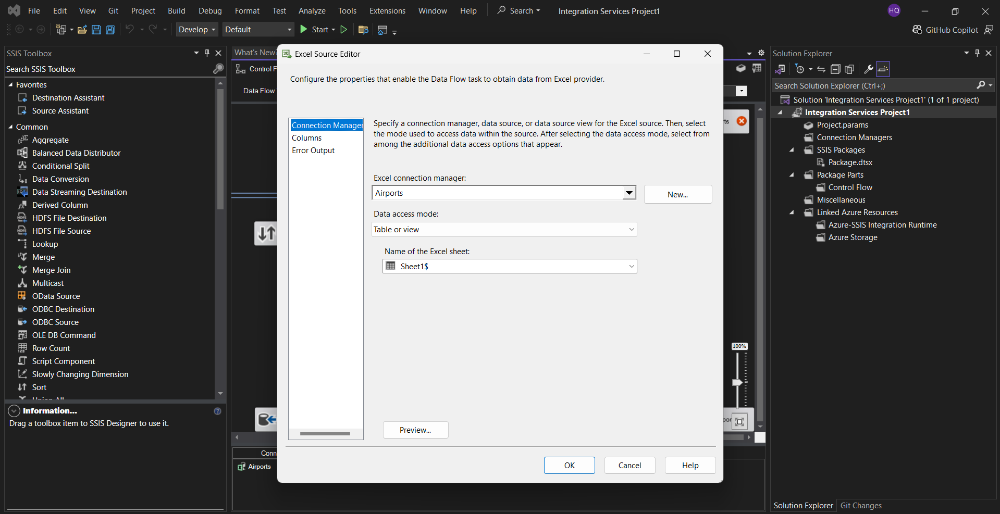 File Edit View Git Project Build Debug Format Test Analyze Tools Extensions Window Help Search Integration Services Project1 HQ
Develop Default Start GitHub Copilot
SSIS Toolbox
Search SSIS Toolbox
Favorites
Destination Assistant
Source Assistant
Common
Aggregate
Balanced Data Distributor
Conditional Split
Data Conversion
Data Streaming Destination
Derived Column
HDFS File Destination
HDFS File Source
Lookup
Merge
Merge Join
Multicast
OData Source
ODBC Destination
ODBC Source
OLE DB Command
Row Count
Script Component
Slowly Changing Dimension
Sort
Union All
Information...
Drag a toolbox item to SSIS Designer to use it.
What's New?
Control F
Data Flow
rts
100%
por
Conn
Airports
Excel Source Editor
Configure the properties that enable the Data Flow task to obtain data from Excel provider.
Connection Manager
Columns
Error Output
Specify a connection manager, data source, or data source view for the Excel source. Then, select
the mode used to access data within the source. After selecting the data access mode, select from
among the additional data access options that appear.
Excel connection manager:
Airports
New...
Data access mode:
Table or view
Name of the Excel sheet:
Sheet1$
Preview...
OK Cancel Help
Solution Explorer
Search Solution Explorer (Ctrl+;)
Solution 'Integration Services Project1' (1 of 1 project)
Integration Services Project1
Project.params
Connection Managers
SSIS Packages
Package.dtsx
Package Parts
Control Flow
Miscellaneous
Linked Azure Resources
Azure-SSIS Integration Runtime
Azure Storage
Solution Explorer Git Changes